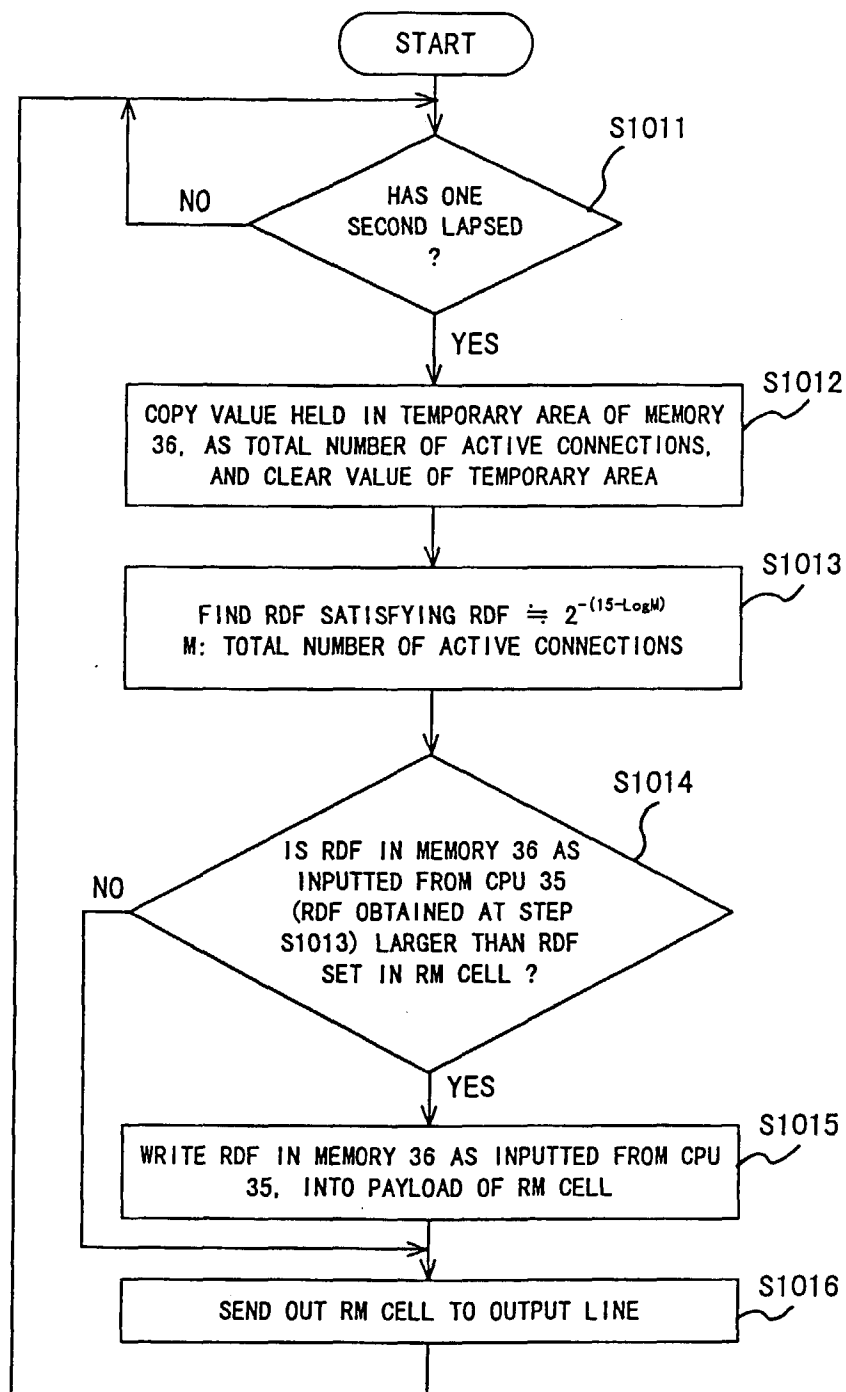 START
S1011
HAS ONE
SECOND LAPSED
?
NO
YES
S1012
COPY VALUE HELD IN TEMPORARY AREA OF MEMORY
36, AS TOTAL NUMBER OF ACTIVE CONNECTIONS,
AND CLEAR VALUE OF TEMPORARY AREA
S1013
FIND RDF SATISFYING RDF ≒ 2^-(15-LogM)
M: TOTAL NUMBER OF ACTIVE CONNECTIONS
S1014
IS RDF IN MEMORY 36 AS
INPUTTED FROM CPU 35
(RDF OBTAINED AT STEP
S1013) LARGER THAN RDF
SET IN RM CELL ?
NO
YES
S1015
WRITE RDF IN MEMORY 36 AS INPUTTED FROM CPU
35, INTO PAYLOAD OF RM CELL
S1016
SEND OUT RM CELL TO OUTPUT LINE